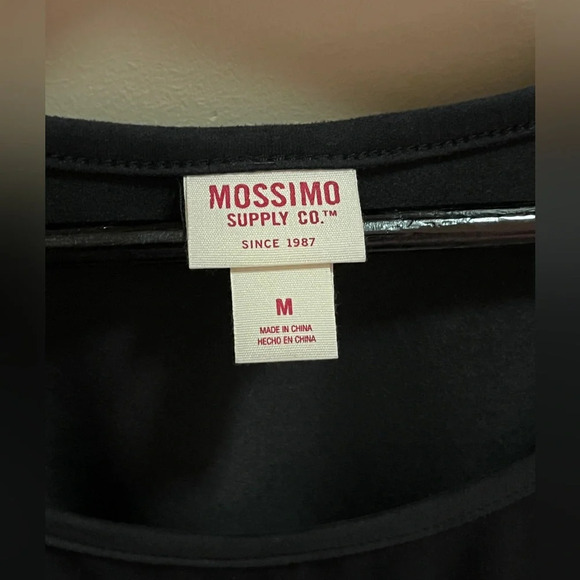 MOSSIMO
SUPPLY CO.™
SINCE 1987
M
MADE IN CHINA
HECHO EN CHINA